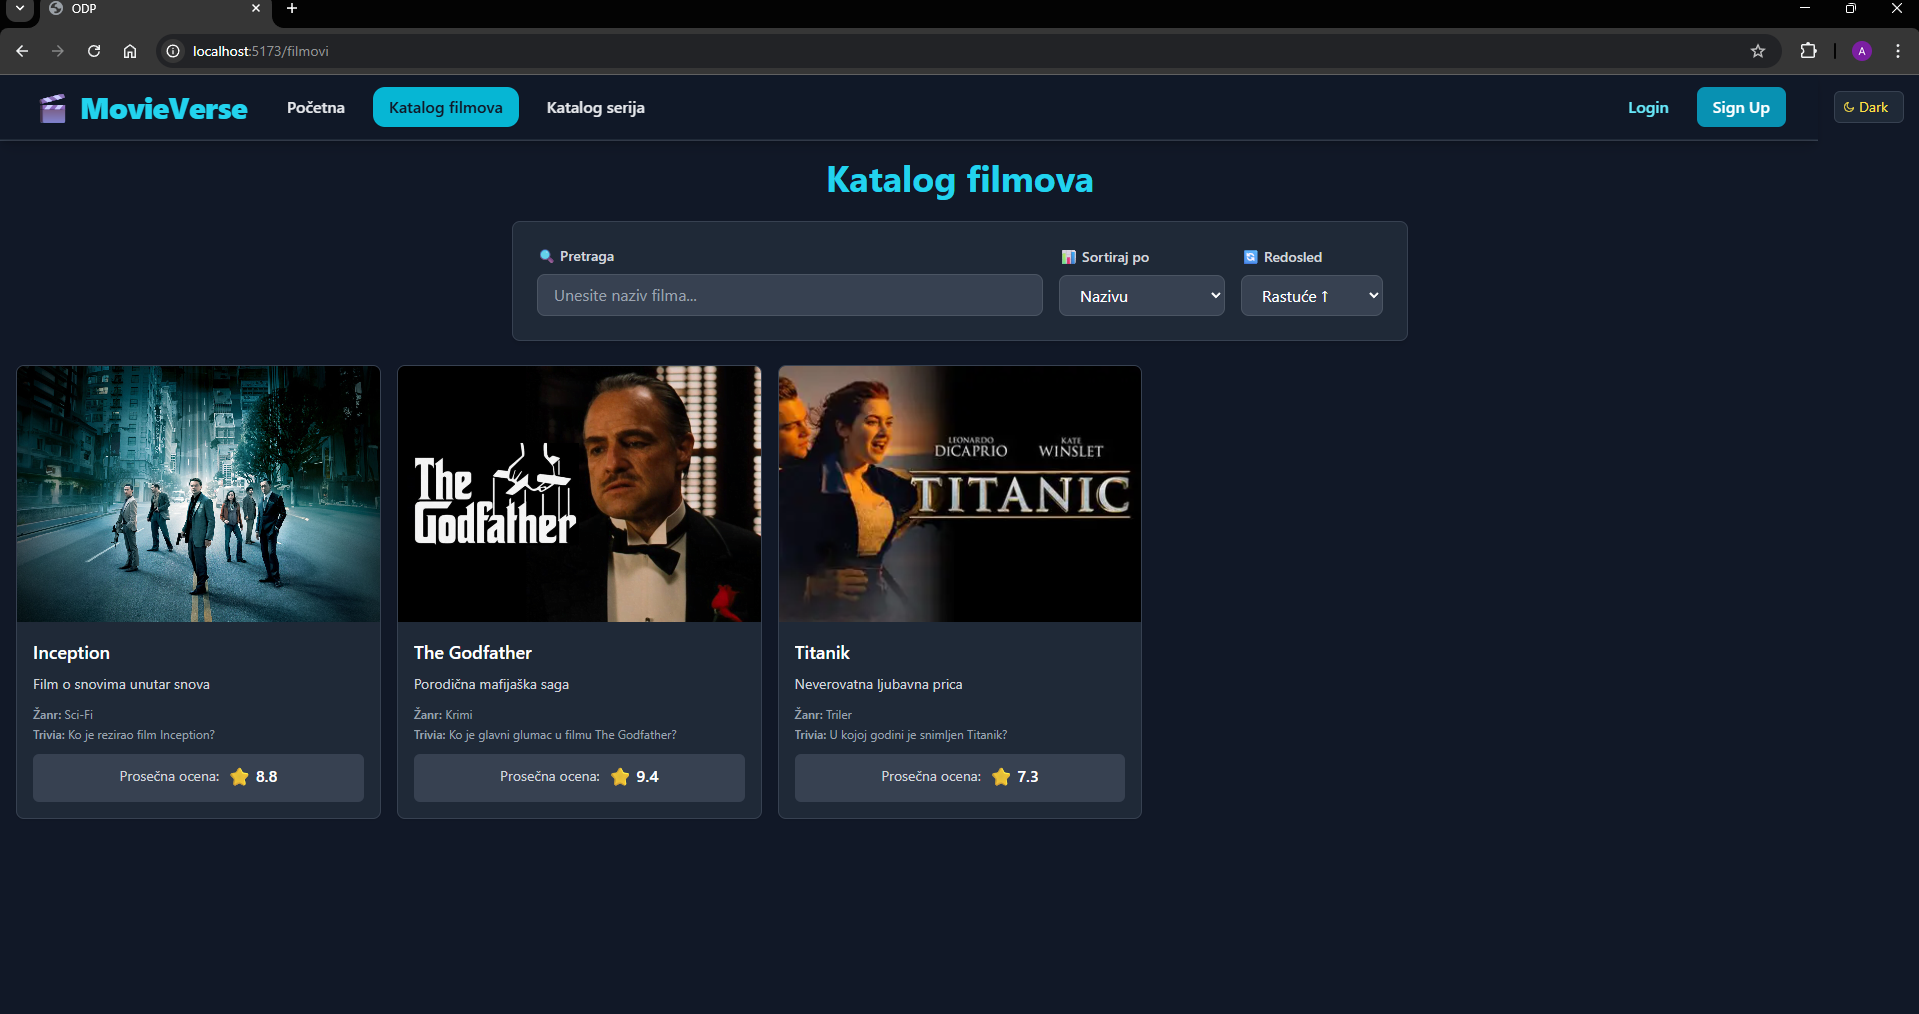 ODP
localhost:5173/filmovi
A
MovieVerse
Početna
Katalog filmova
Katalog serija
Login
Sign Up
Dark
Katalog filmova
Pretraga
Sortiraj po
Redosled
Unesite naziv filma...
Nazivu
Rastuće ↑
The
Godfather
LEONARDO
DICAPRIO
KATE
WINSLET
TITANIC
Inception
Film o snovima unutar snova
Žanr: Sci-Fi
Trivia: Ko je rezirao film Inception?
Prosečna ocena: ⭐ 8.8
The Godfather
Porodična mafijaška saga
Žanr: Krimi
Trivia: Ko je glavni glumac u filmu The Godfather?
Prosečna ocena: ⭐ 9.4
Titanik
Neverovatna ljubavna prica
Žanr: Triler
Trivia: U kojoj godini je snimljen Titanik?
Prosečna ocena: ⭐ 7.3